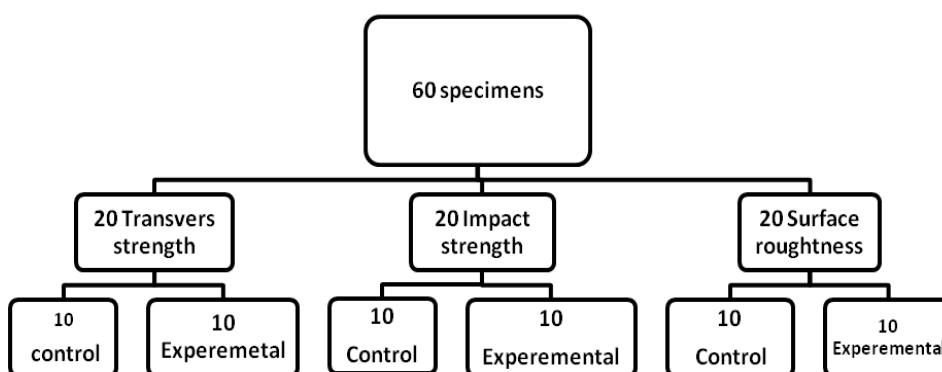 60 specimens
20 Transvers
strength
20 Impact
strength
20 Surface
roughtness
10
control
10
Experemetal
10
Control
10
Experemental
10
Control
10
Experemental